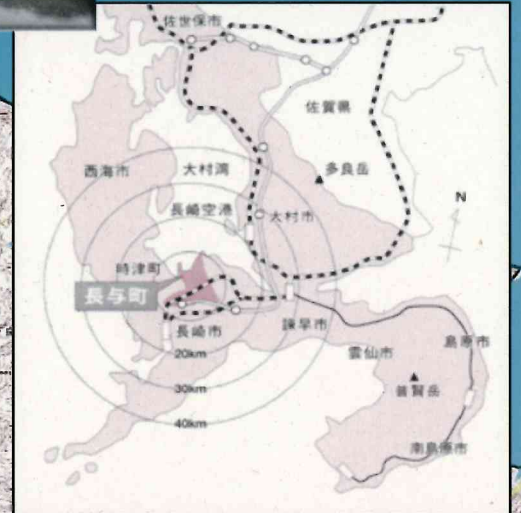 佐世保市
佐賀県
西海市
大村湾
多良岳
長崎空港
大村市
N
時津町
長与町
長崎市
諫早市
20km
雲仙市
島原市
30km
普賢岳
40km
南島原市